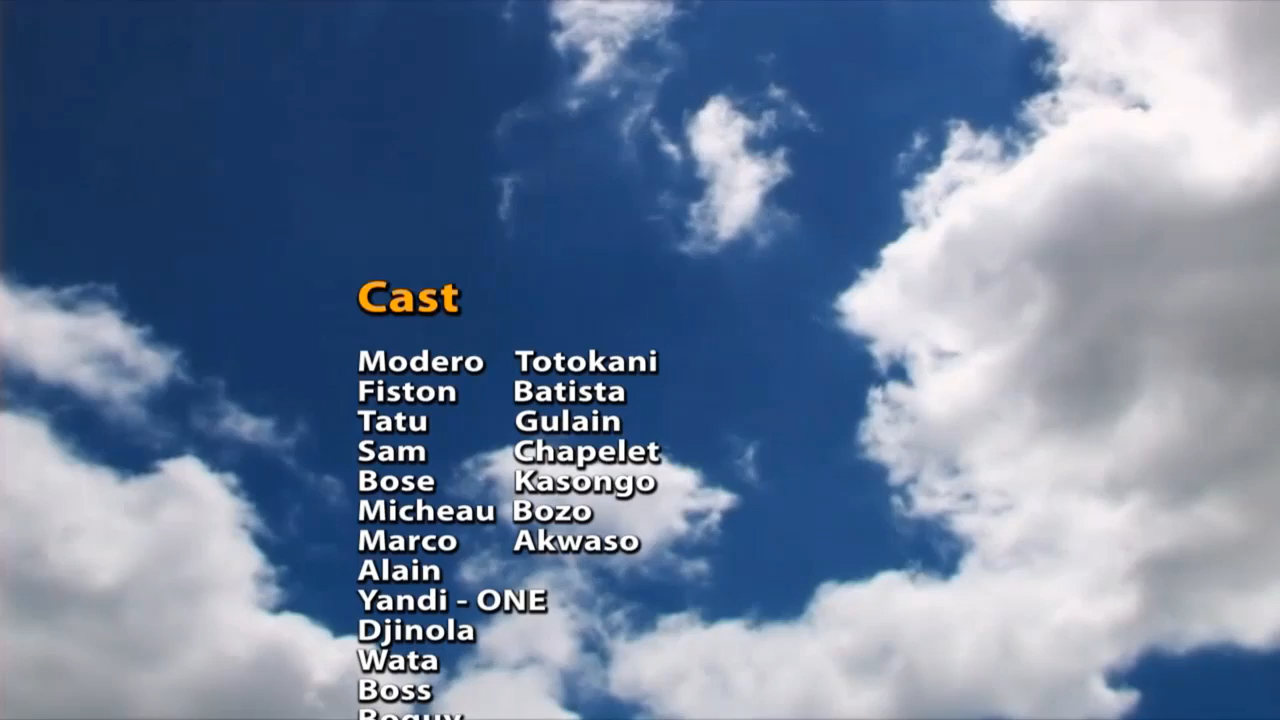 Cast
Modero Totokani
Fiston Batista
Tatu Gulain
Sam Chapelet
Bose Kasongo
Micheau Bozo
Marco Akwaso
Alain
Yandi - ONE
Djinola
Wata
Boss